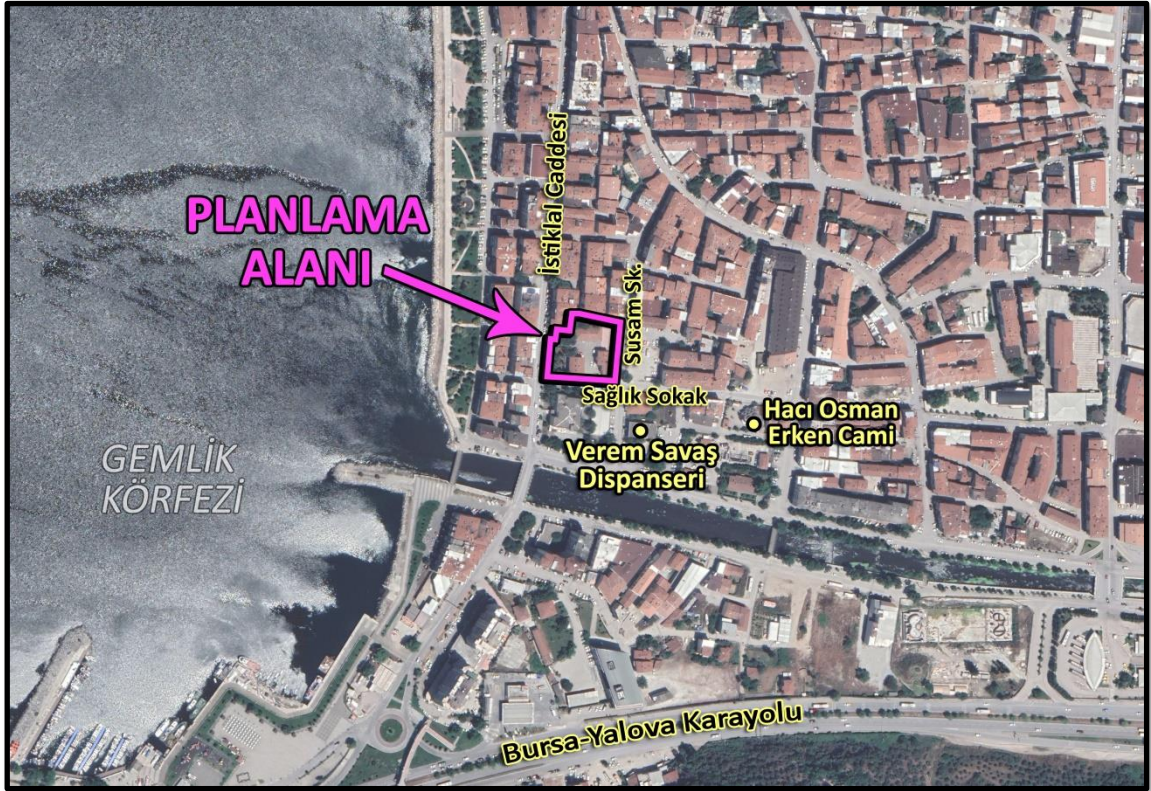 İstiklal Caddesi
PLANLAMA
ALANI
Susam Sk.
Sağlık Sokak
Hacı Osman
Erken Cami
Verem Savaş
Dispanseri
GEMLİK
KÖRFEZİ
Bursa-Yalova Karayolu